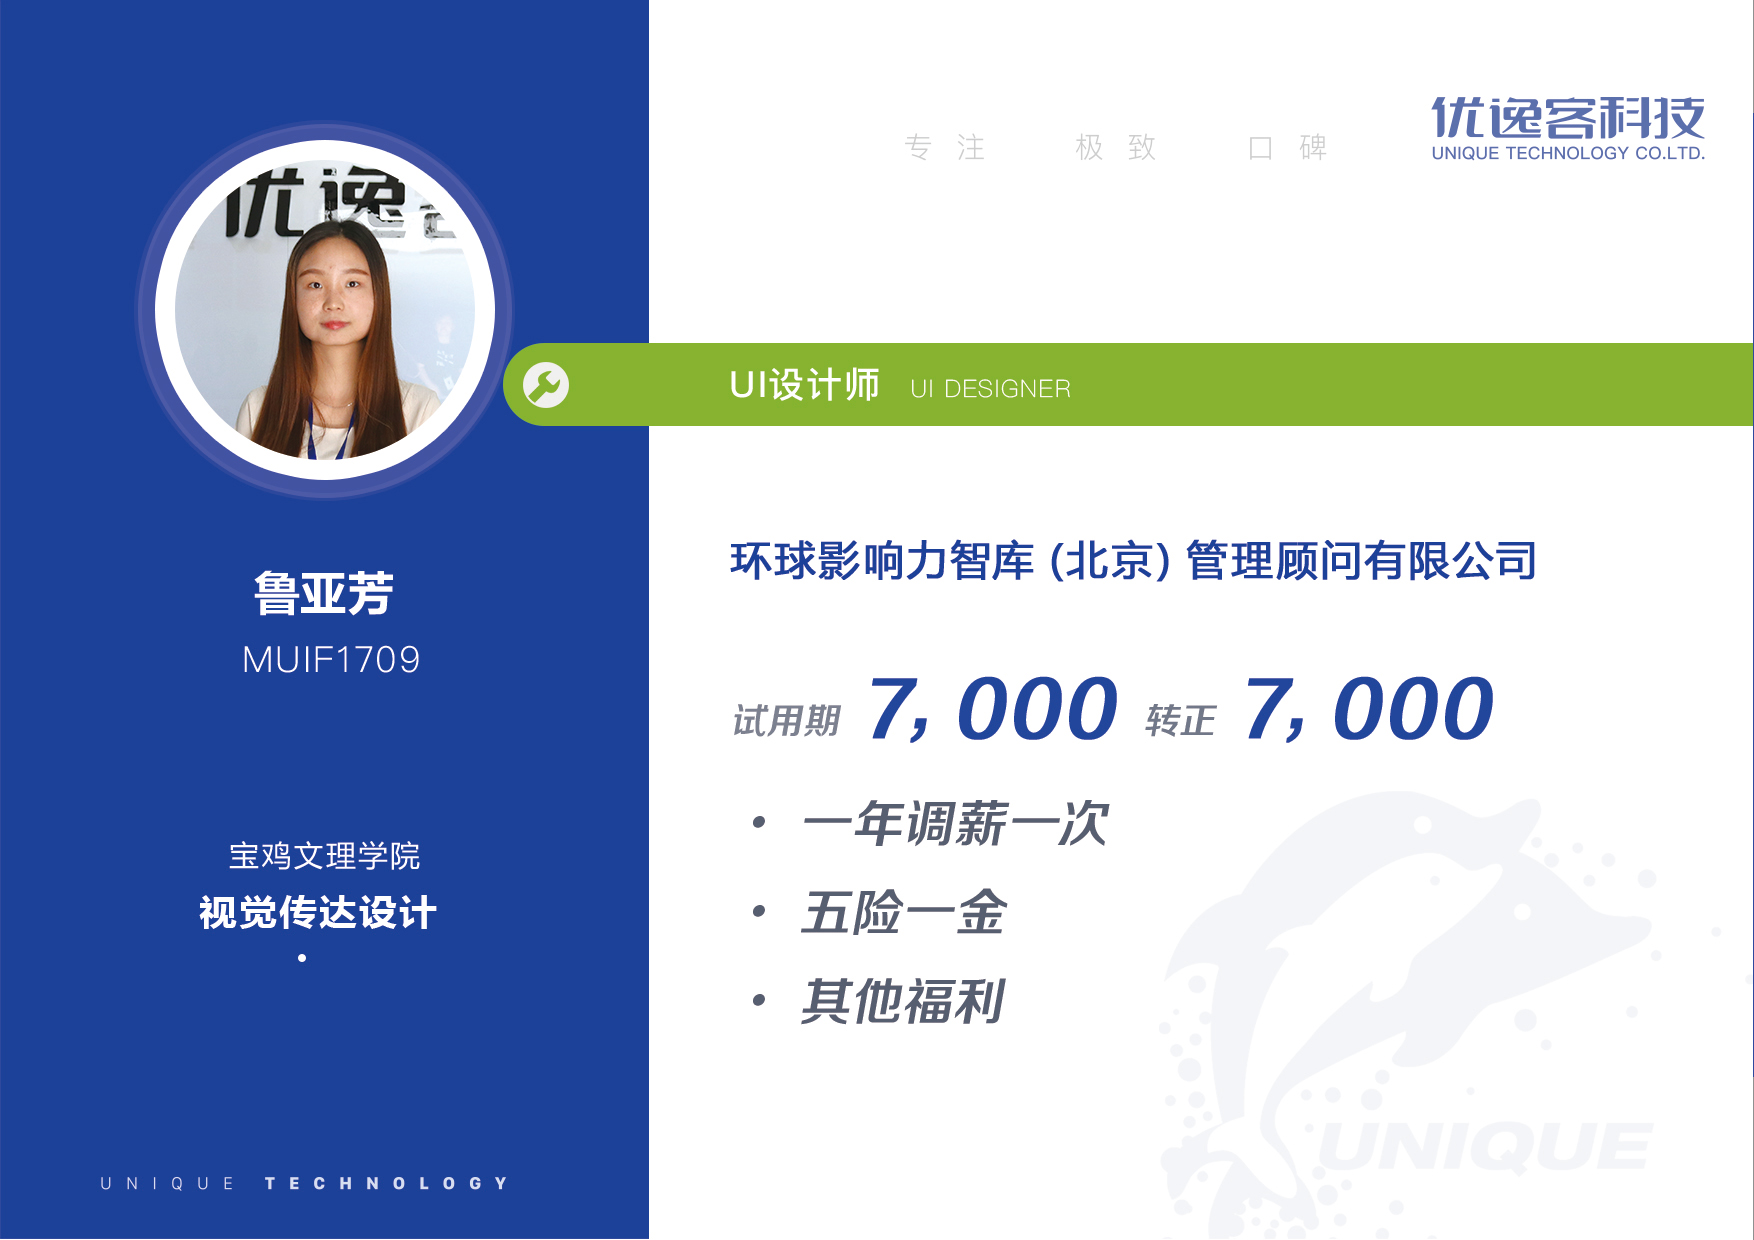 优逸客
鲁亚芳
MUIF1709
宝鸡文理学院
视觉传达设计
UNIQUE TECHNOLOGY
专注 极致 口碑
优逸客科技
UNIQUE TECHNOLOGY CO.LTD.
UI设计师 UI DESIGNER
环球影响力智库(北京)管理顾问有限公司
试用期 7,000 转正 7,000
• 一年调薪一次
• 五险一金
• 其他福利
UNIQUE